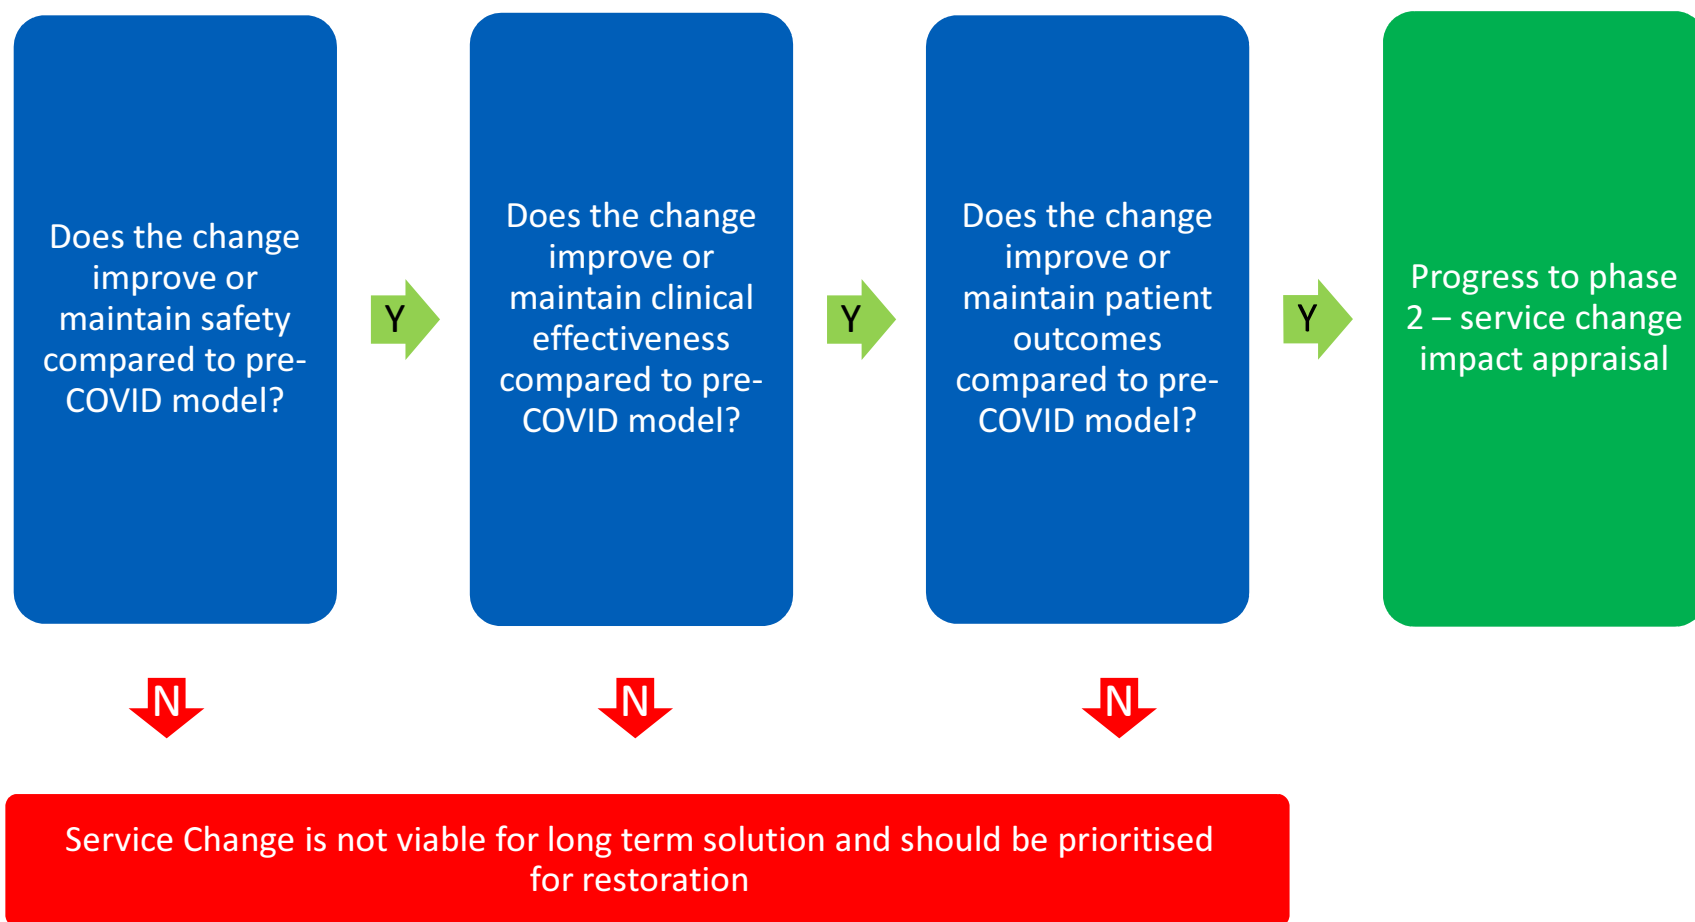 Does the change
improve or
maintain safety
compared to pre-
COVID model?
Y
Does the change
improve or
maintain clinical
effectiveness
compared to pre-
COVID model?
Y
Does the change
improve or
maintain patient
outcomes
compared to pre-
COVID model?
Y
Progress to phase
2 – service change
impact appraisal
N
N
N
Service Change is not viable for long term solution and should be prioritised
for restoration